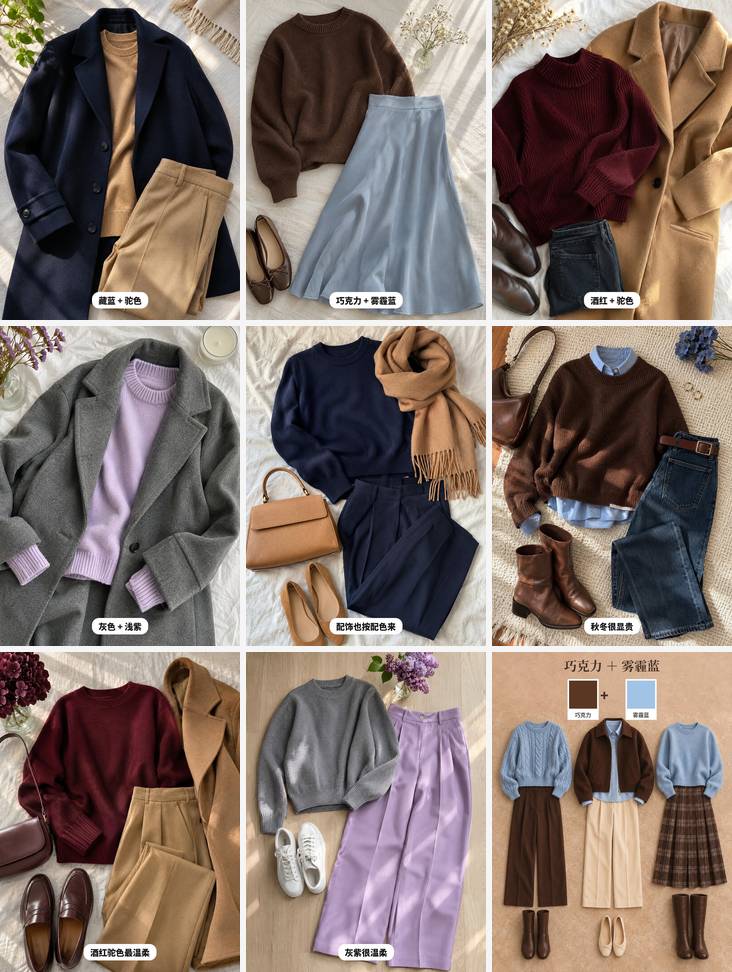 藏蓝 + 驼色
巧克力 + 雾霾蓝
酒红 + 驼色
灰色 + 浅紫
配饰也按配色来
秋冬很显贵
酒红驼色最温柔
灰紫很温柔
巧克力 + 雾霾蓝
+
巧克力
雾霾蓝